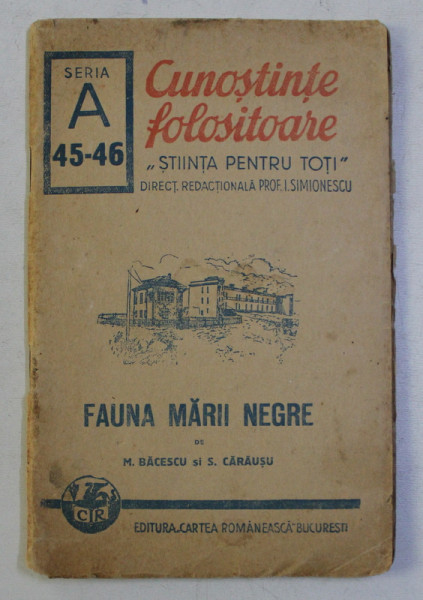 SERIA
A
45-46
Cunoștințe
folositoare
„ȘTIINȚA PENTRU TOȚI"
DIRECT. REDACȚIONALĂ PROF. I. SIMIONESCU
FAUNA MĂRII NEGRE
DE
M. BĂCESCU și S. CĂRĂUȘU
CR
EDITURA „CARTEA ROMÂNEASCĂ" BUCUREȘTI